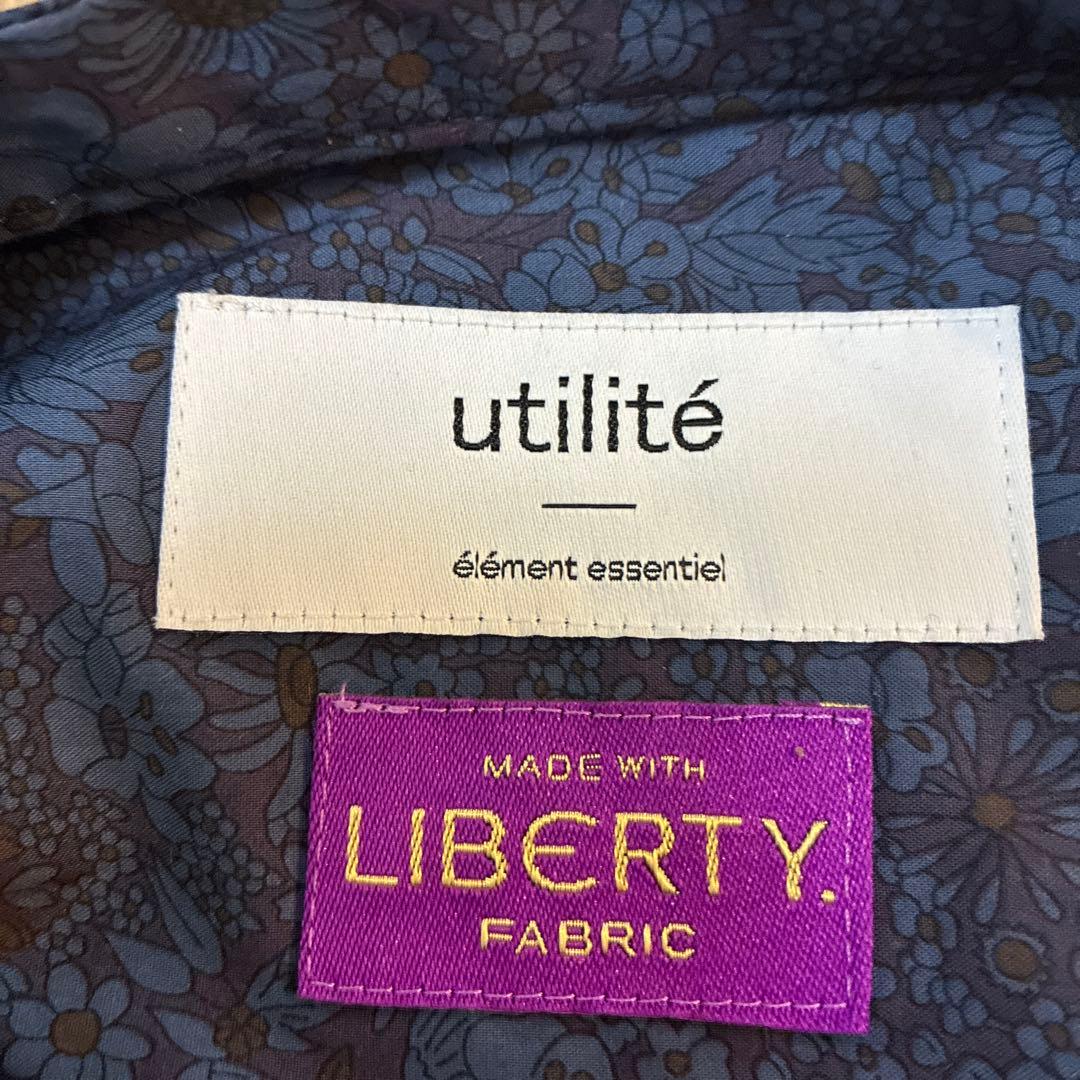 utilité
élément essentiel
MADE WITH
LIBERTY.
FABRIC